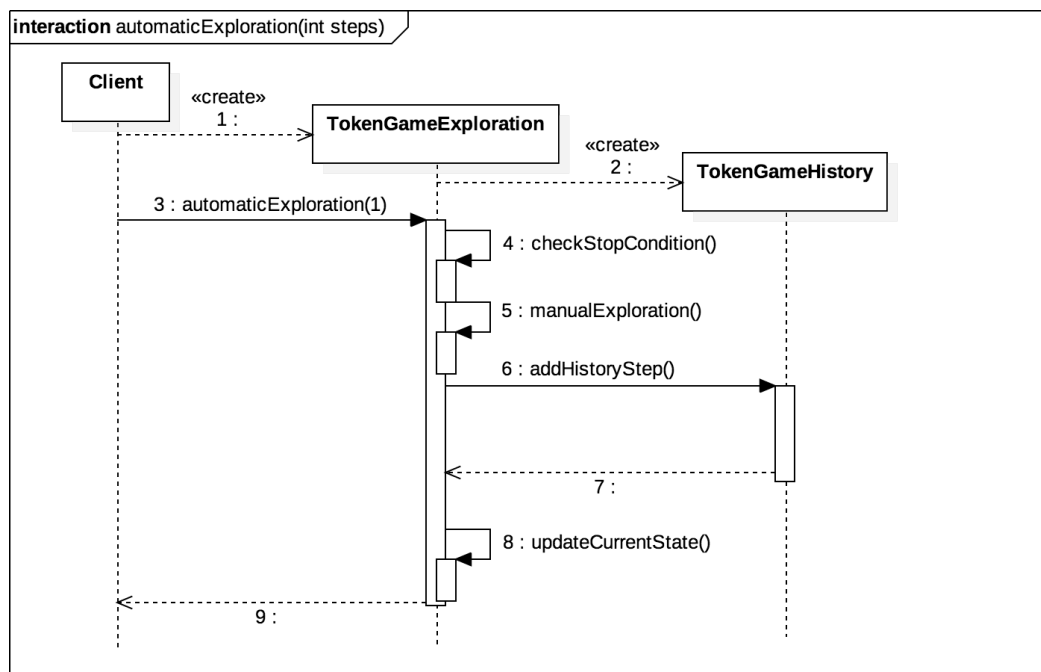 interaction automaticExploration(int steps)
Client
«create»
1 :
TokenGameExploration
«create»
2 :
TokenGameHistory
3 : automaticExploration(1)
4 : checkStopCondition()
5 : manualExploration()
6 : addHistoryStep()
7 :
8 : updateCurrentState()
9 :